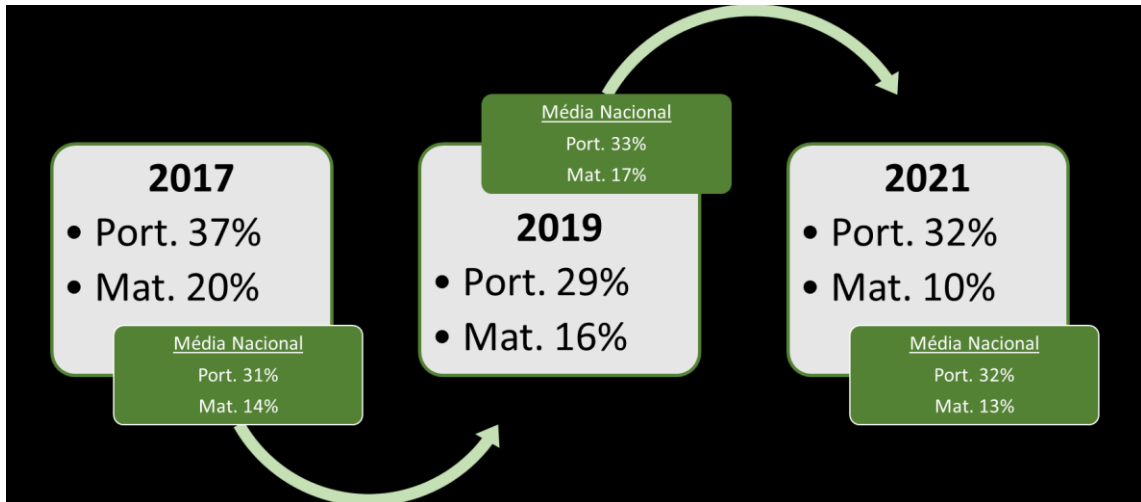 2017
• Port. 37%
• Mat. 20%
Média Nacional
Port. 31%
Mat. 14%
Média Nacional
Port. 33%
Mat. 17%
2019
• Port. 29%
• Mat. 16%
2021
• Port. 32%
• Mat. 10%
Média Nacional
Port. 32%
Mat. 13%